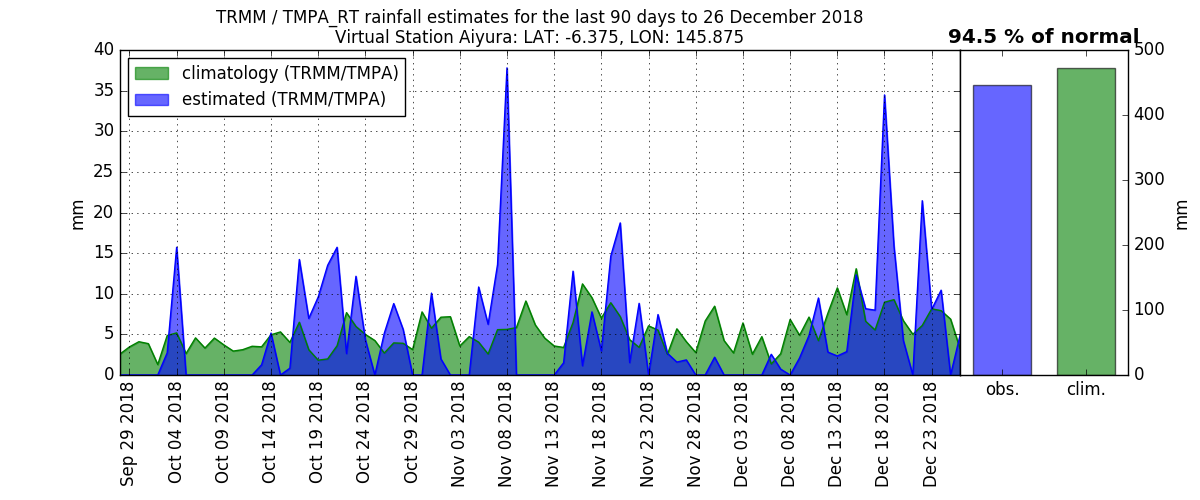 TRMM / TMPA_RT rainfall estimates for the last 90 days to 26 December 2018
Virtual Station Aiyura: LAT: -6.375, LON: 145.875
94.5 % of normal
climatology (TRMM/TMPA)
estimated (TRMM/TMPA)
40
35
30
25
20
15
10
5
0
mm
Sep 29 2018
Oct 04 2018
Oct 09 2018
Oct 14 2018
Oct 19 2018
Oct 24 2018
Oct 29 2018
Nov 03 2018
Nov 08 2018
Nov 13 2018
Nov 18 2018
Nov 23 2018
Nov 28 2018
Dec 03 2018
Dec 08 2018
Dec 13 2018
Dec 18 2018
Dec 23 2018
obs.
clim.
500
400
300
200
100
0
mm